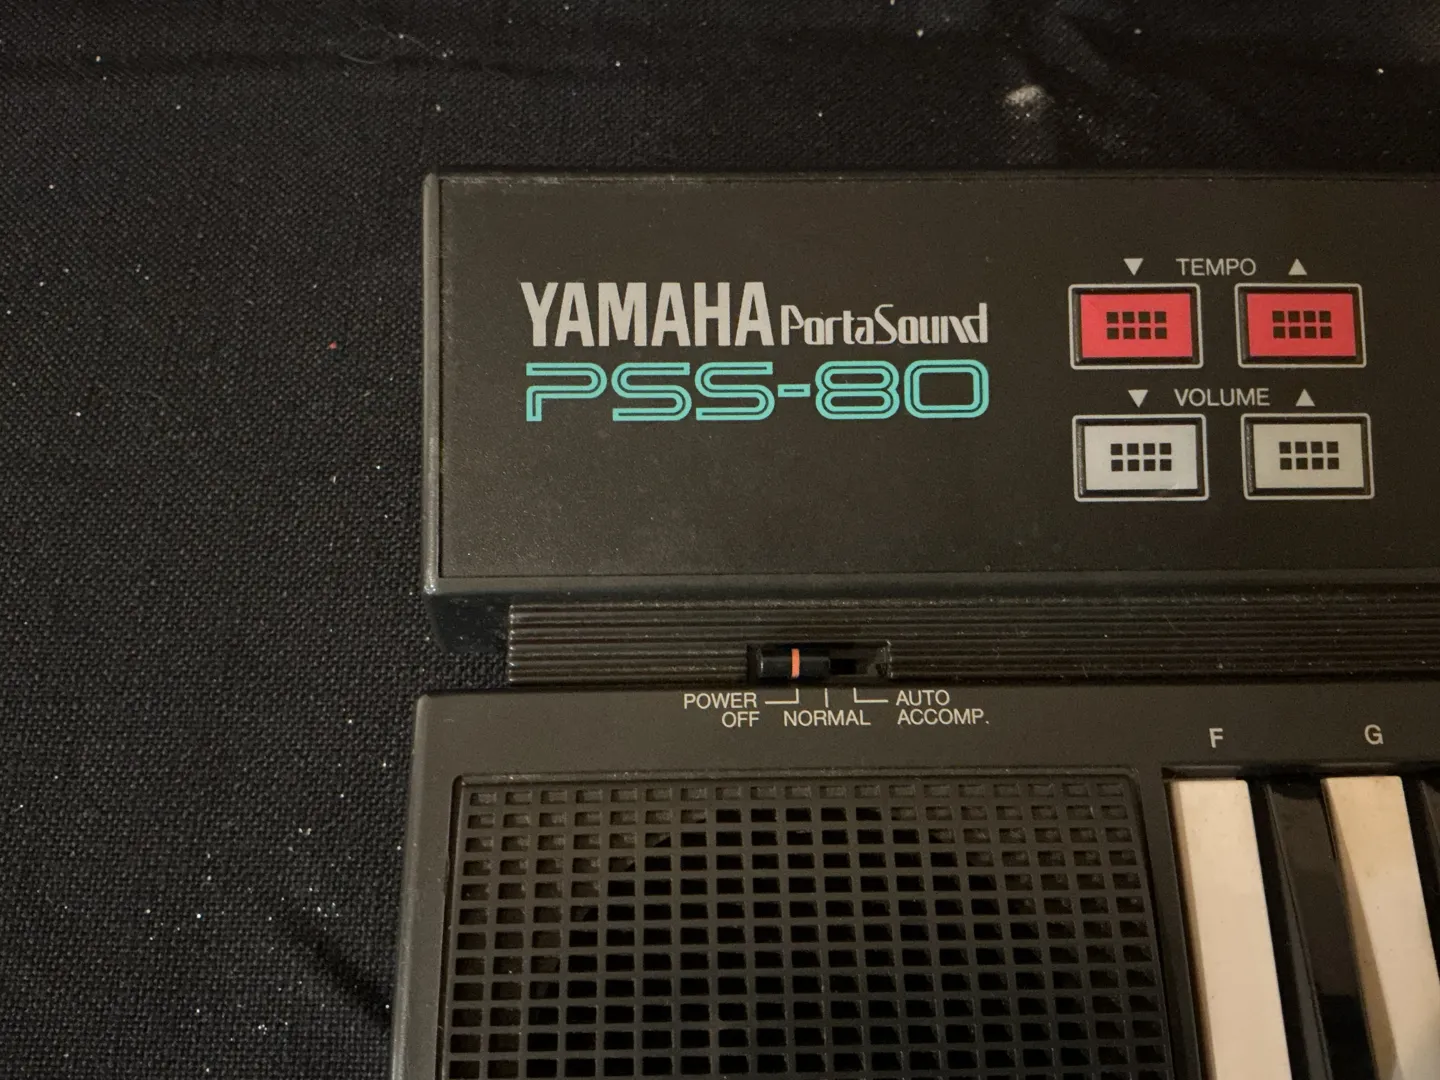 YAMAHA PortaSound
PSS-80
▼ TEMPO ▲
▼ VOLUME ▲
POWER OFF
NORMAL
AUTO ACCOMP.
F G